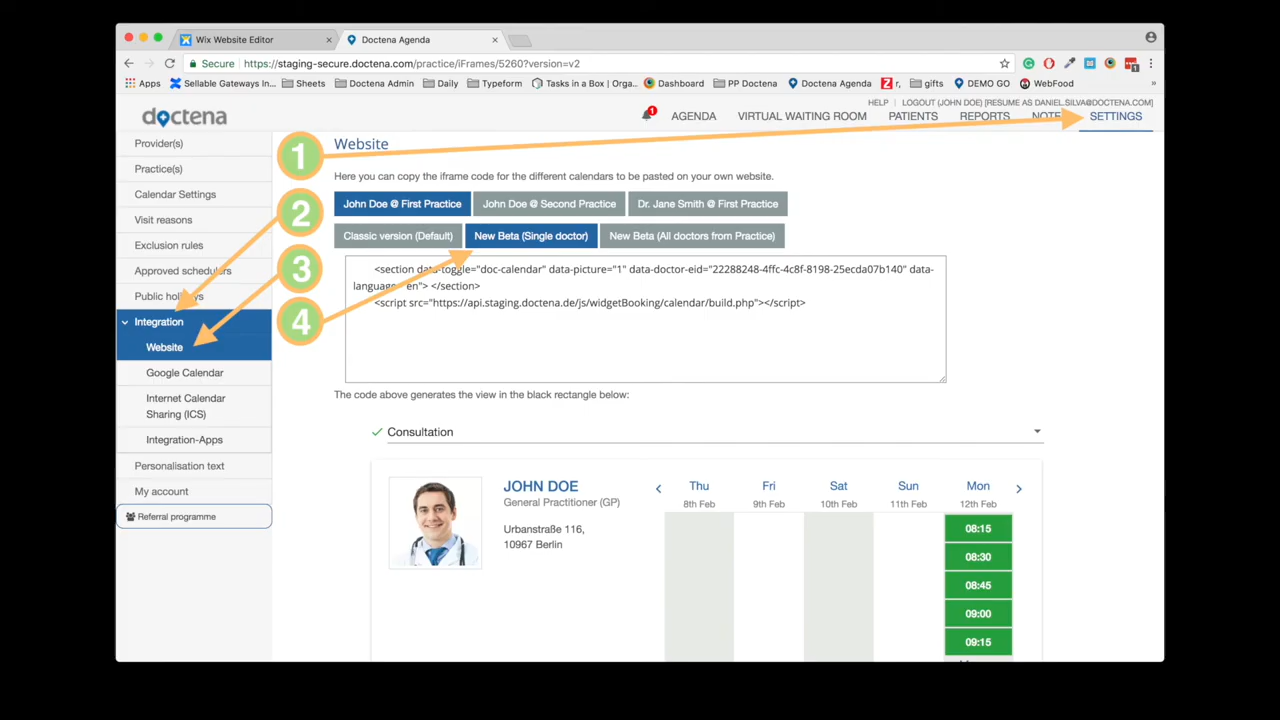 Wix Website Editor
Doctena Agenda
Secure
https://staging-secure.doctena.com/practice/iFrames/5260?version=v2
Apps
Sellable Gateways In...
Sheets
Doctena Admin
Daily
Typeform
Tasks in a Box | Orga...
Dashboard
PP Doctena
Doctena Agenda
r,
gifts
DEMO GO
WebFood
»
HELP | LOGOUT (JOHN DOE) [RESUME AS DANIEL.SILVA@DOCTENA.COM]
doctena
1
AGENDA
VIRTUAL WAITING ROOM
PATIENTS
REPORTS
SETTINGS
Provider(s)
Practice(s)
Calendar Settings
Visit reasons
Exclusion rules
Approved schedulers
Integration
Website
Google Calendar
Internet Calendar
Sharing (ICS)
Integration-Apps
Personalisation text
My account
Referral programme
1
2
3
4
Website
Here you can copy the iframe code for the different calendars to be pasted on your own website.
John Doe @ First Practice
John Doe @ Second Practice
Dr. Jane Smith @ First Practice
Classic version (Default)
New Beta (Single doctor)
New Beta (All doctors from Practice)
<section data-toggle="doc-calendar" data-picture="1" data-doctor-eid="22288248-4ffc-4c8f-8198-25ecda07b140" data-
language="en"> </section>
<script src="https://api.staging.doctena.de/js/widgetBooking/calendar/build.php"></script>
The code above generates the view in the black rectangle below:
Consultation
JOHN DOE
General Practitioner (GP)
Urbanstraße 116,
10967 Berlin
Thu
8th Feb
Fri
9th Feb
Sat
10th Feb
Sun
11th Feb
Mon
12th Feb
08:15
08:30
08:45
09:00
09:15